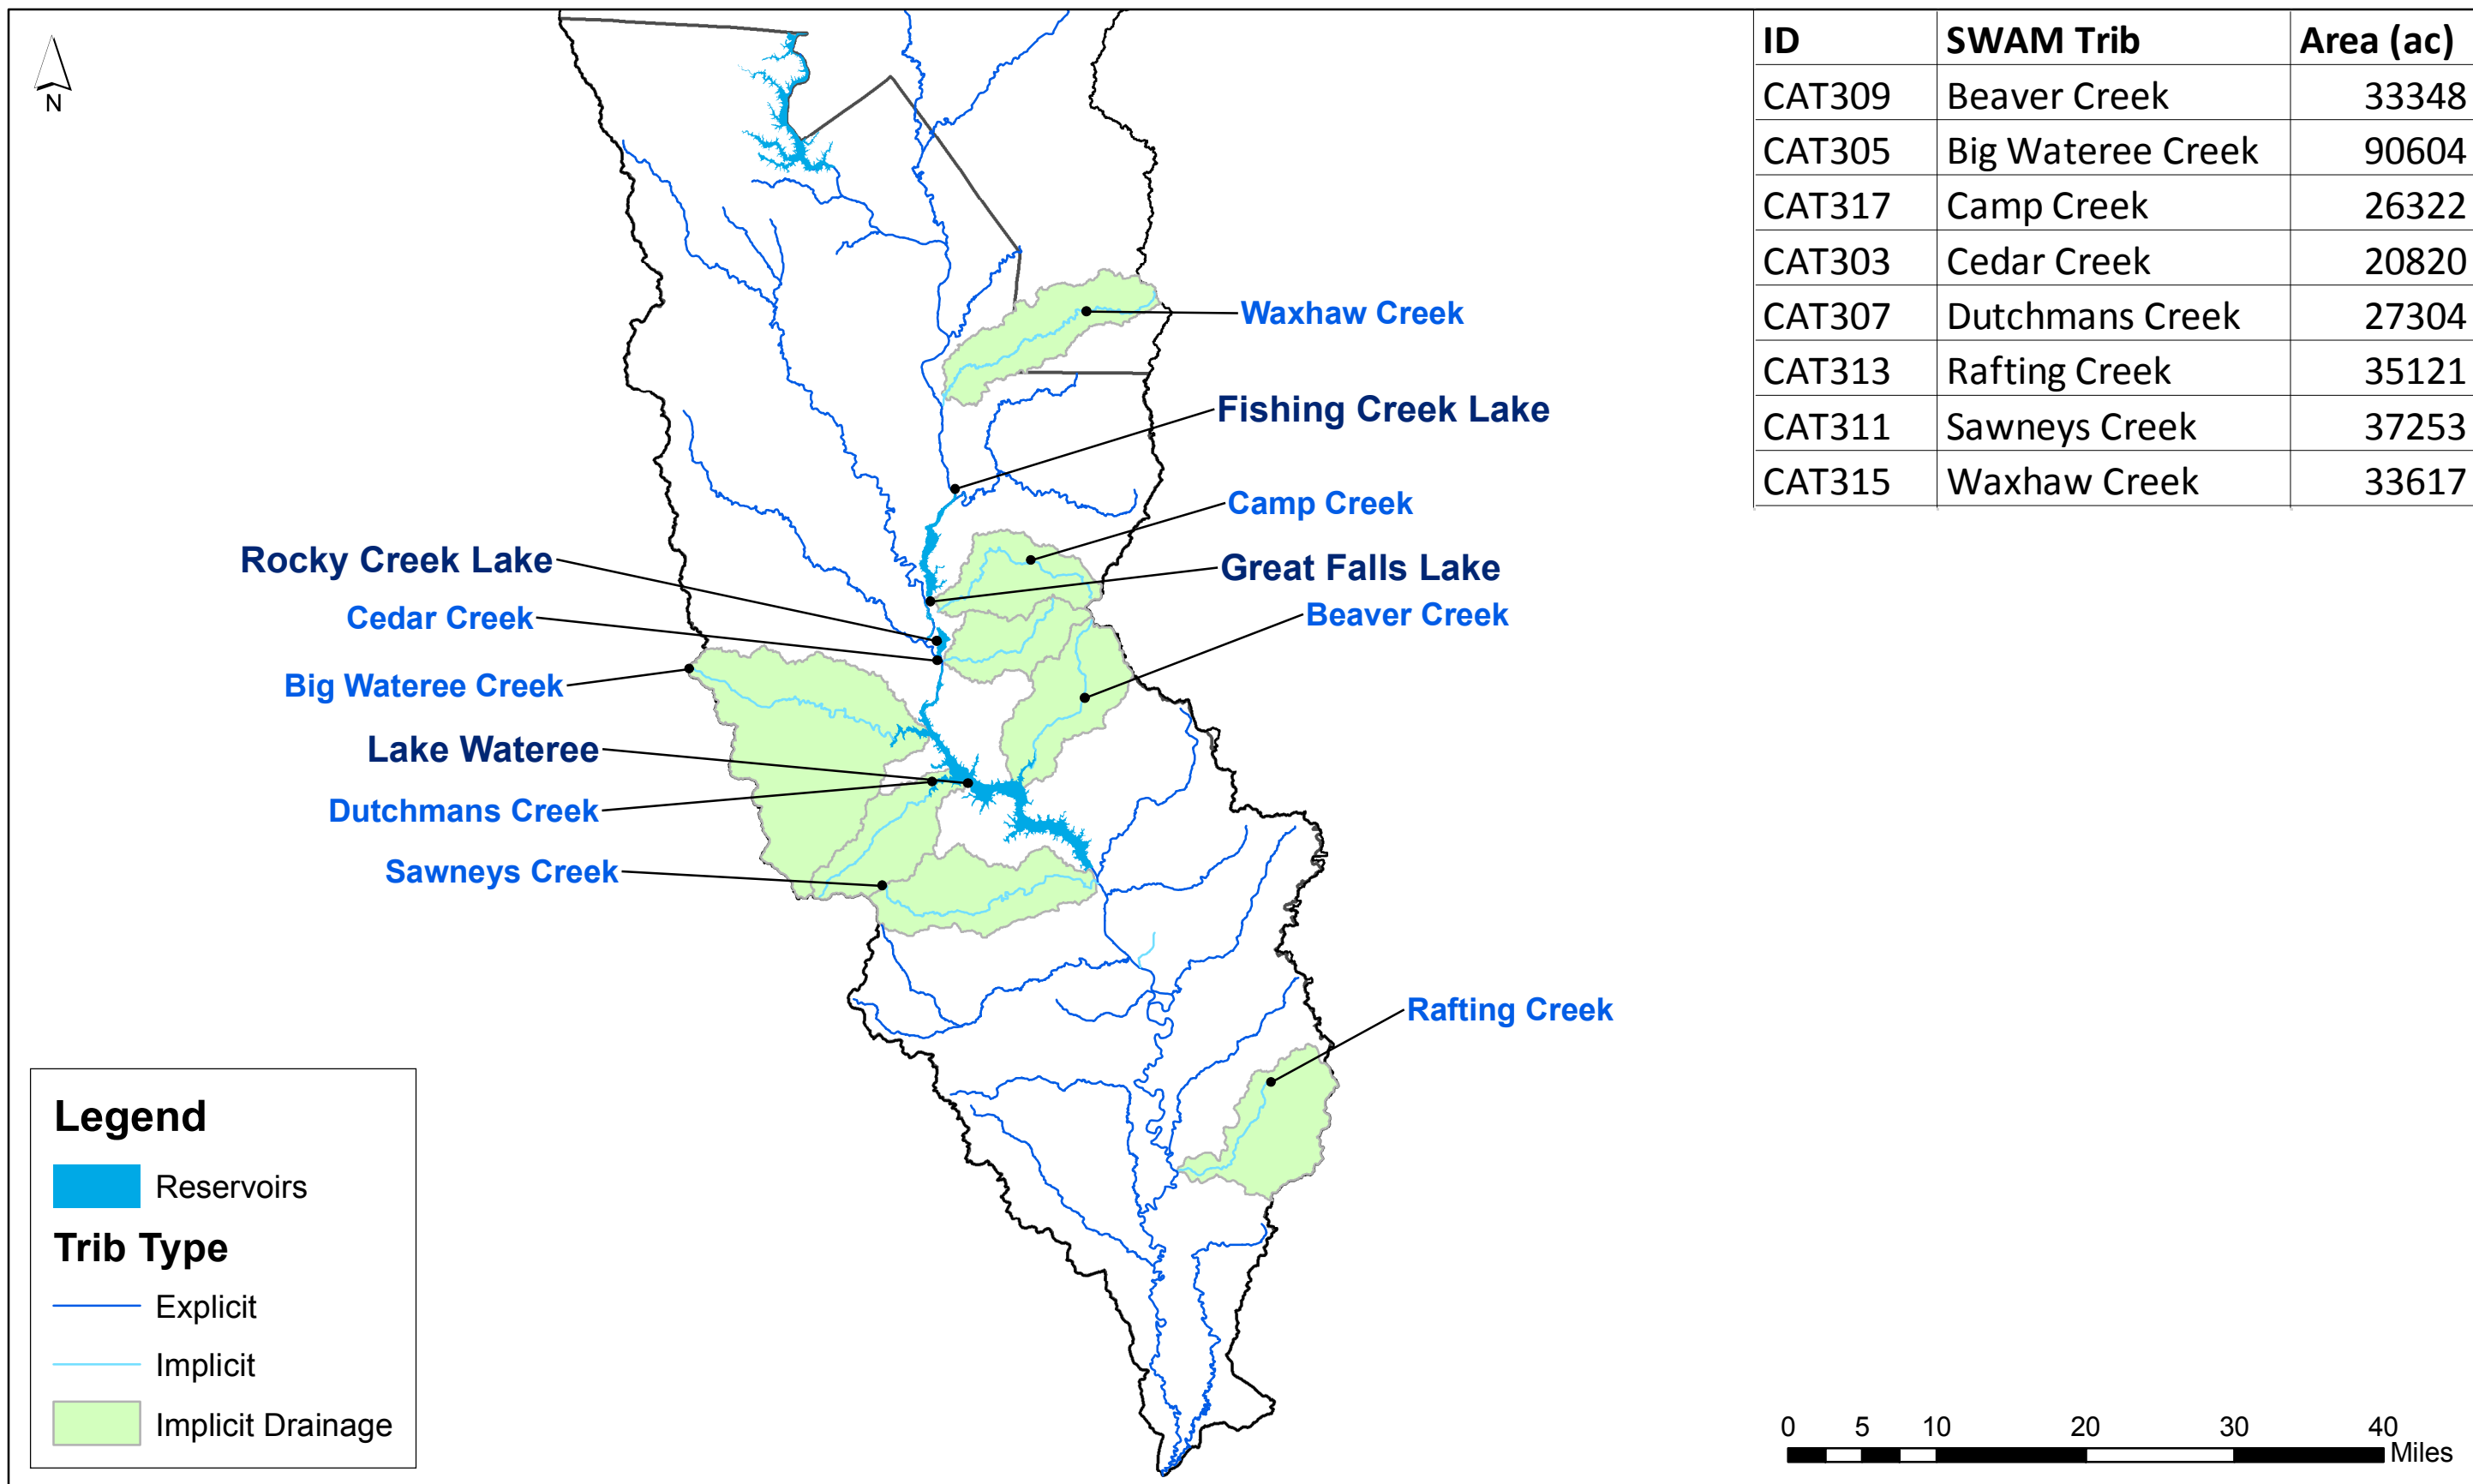 N
ID SWAM Trib Area (ac)
CAT309 Beaver Creek 33348
CAT305 Big Wateree Creek 90604
CAT317 Camp Creek 26322
CAT303 Cedar Creek 20820
CAT307 Dutchmans Creek 27304
CAT313 Rafting Creek 35121
CAT311 Sawneys Creek 37253
CAT315 Waxhaw Creek 33617
Waxhaw Creek
Fishing Creek Lake
Camp Creek
Rocky Creek Lake
Great Falls Lake
Cedar Creek
Beaver Creek
Big Wateree Creek
Lake Wateree
Dutchmans Creek
Sawneys Creek
Rafting Creek
Legend
Reservoirs
Trib Type
Explicit
Implicit
Implicit Drainage
0 5 10 20 30 40
Miles